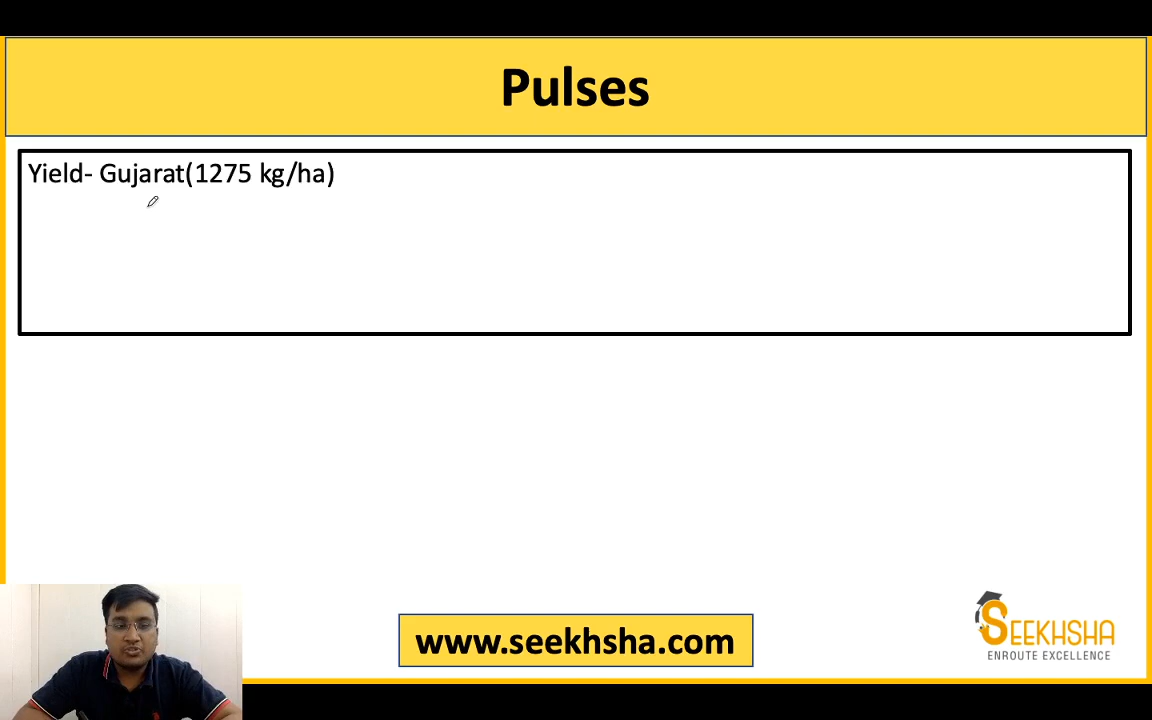 Pulses
Yield- Gujarat(1275 kg/ha)
www.seekhsha.com
SEEKHSHA
ENROUTE EXCELLENCE